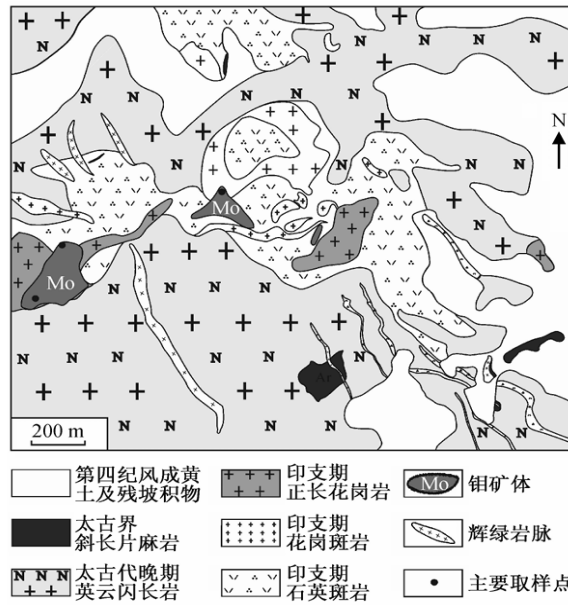 N
Mo
Mo
Ar
200 m
第四纪风成黄
土及残坡积物
印支期
正长花岗岩
Mo
钼矿体
太古界
斜长片麻岩
印支期
花岗斑岩
辉绿岩脉
N N N
N N
太古代晚期
英云闪长岩
印支期
石英斑岩
主要取样点